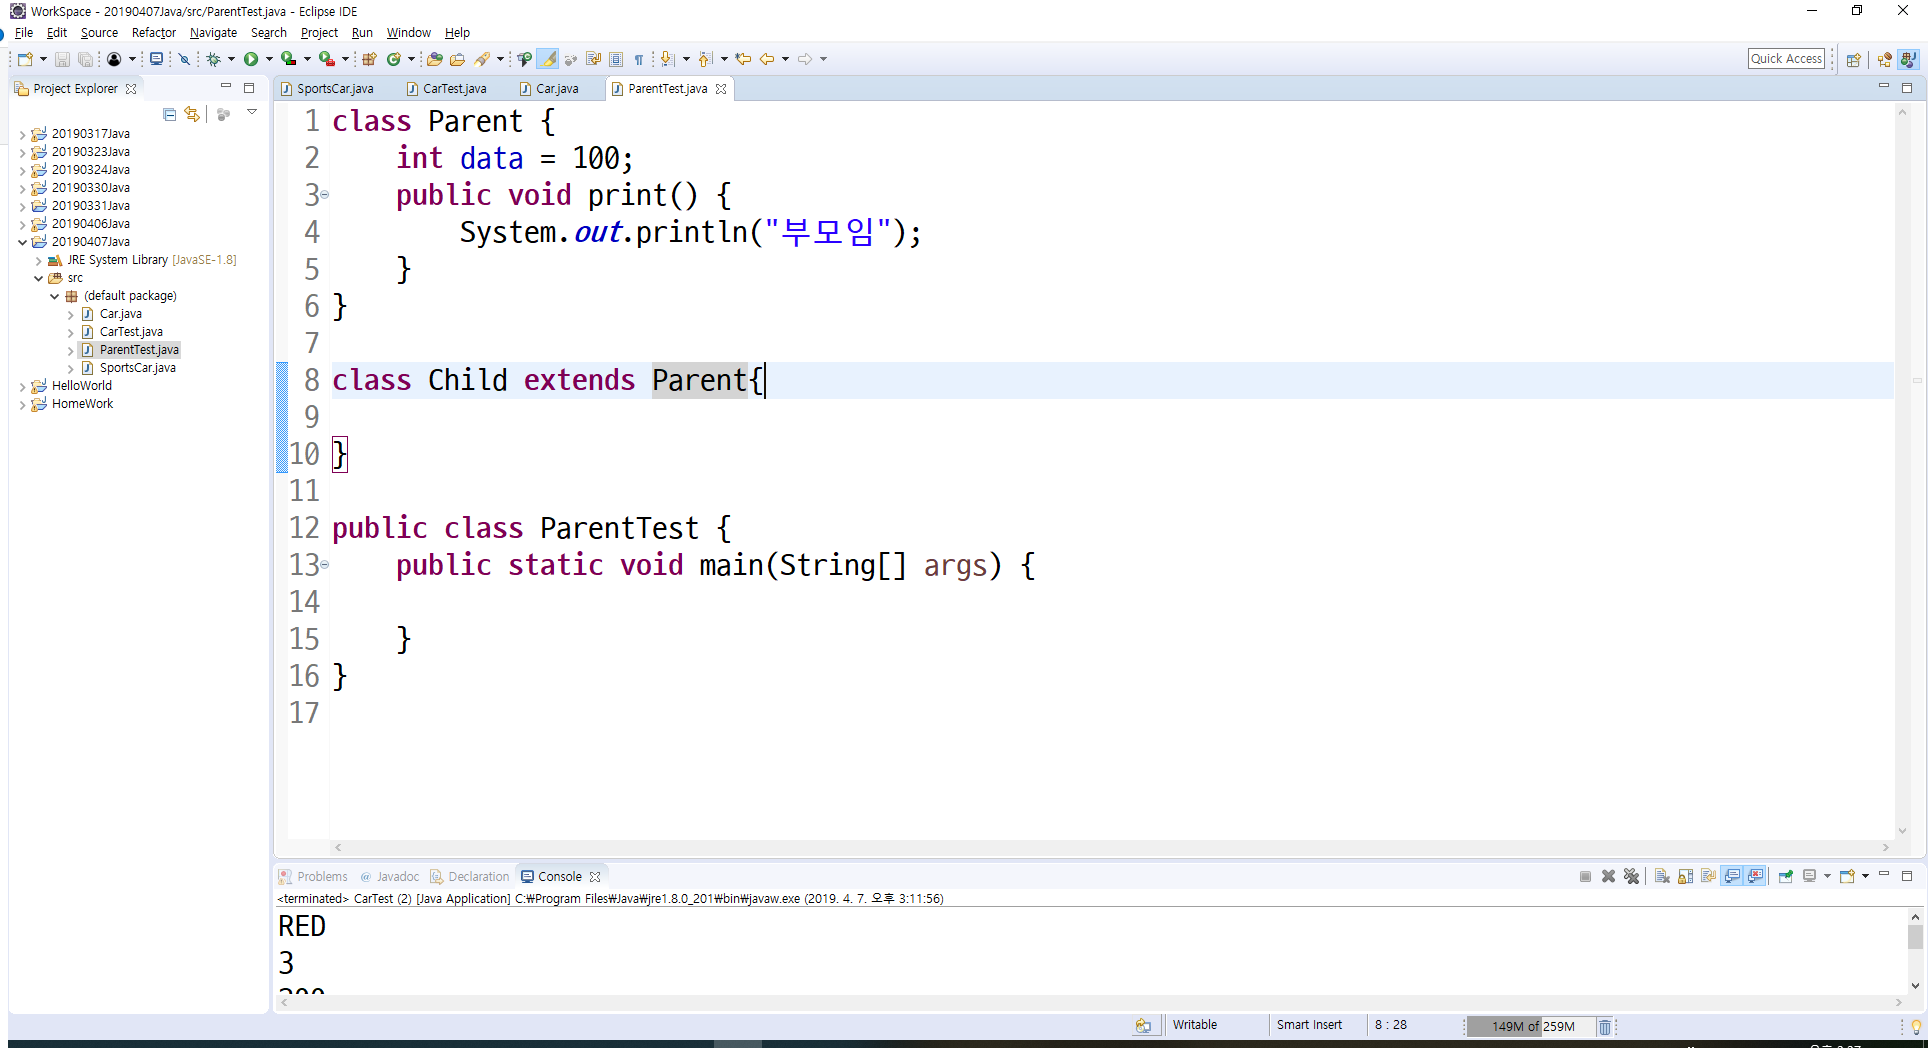 WorkSpace - 20190407Java/src/ParentTest.java - Eclipse IDE
File Edit Source Refactor Navigate Search Project Run Window Help
Quick Access
Project Explorer
SportsCar.java CarTest.java Car.java ParentTest.java
20190317Java
20190323Java
20190324Java
20190330Java
20190331Java
20190406Java
20190407Java
JRE System Library [JavaSE-1.8]
src
(default package)
Car.java
CarTest.java
ParentTest.java
SportsCar.java
HelloWorld
HomeWork
1 class Parent {
2 int data = 100;
3 public void print() {
4 System.out.println("부모임");
5 }
6 }
7
8 class Child extends Parent{
9
10 }
11
12 public class ParentTest {
13 public static void main(String[] args) {
14
15 }
16 }
17
Problems @ Javadoc Declaration Console
<terminated> CarTest (2) [Java Application] C:₩Program Files₩Java₩jre1.8.0_201₩bin₩javaw.exe (2019. 4. 7. 오후 3:11:56)
RED
3
Writable Smart Insert 8 : 28 149M of 259M